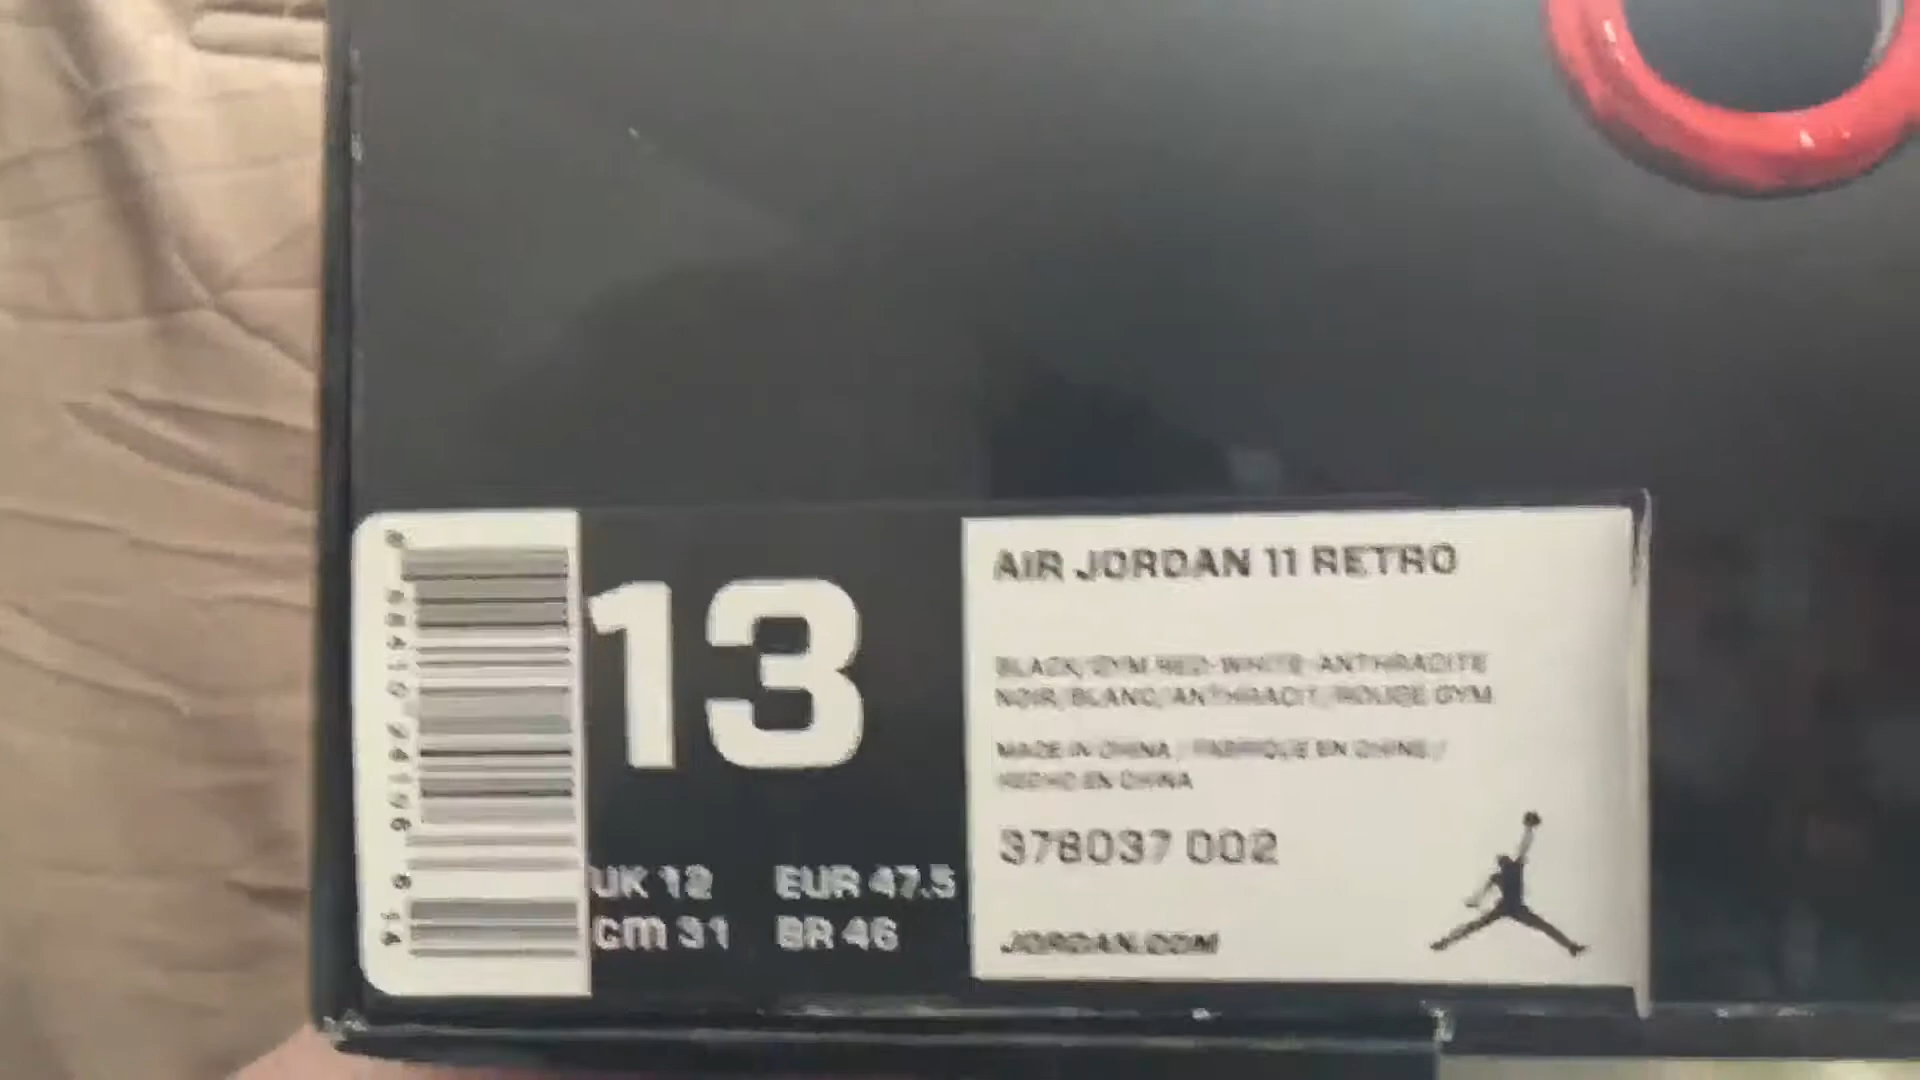 13
UK 12 EUR 47.5
cm 31 BR 46
AIR JORDAN 11 RETRO
BLACK/GYM RED-WHITE-ANTHRACITE
NOIR/BLANC/ANTHRACIT/ROUGE GYM
MADE IN CHINA / FABRIQUE EN CHINE /
HECHO EN CHINA
378037 002
JORDAN.COM